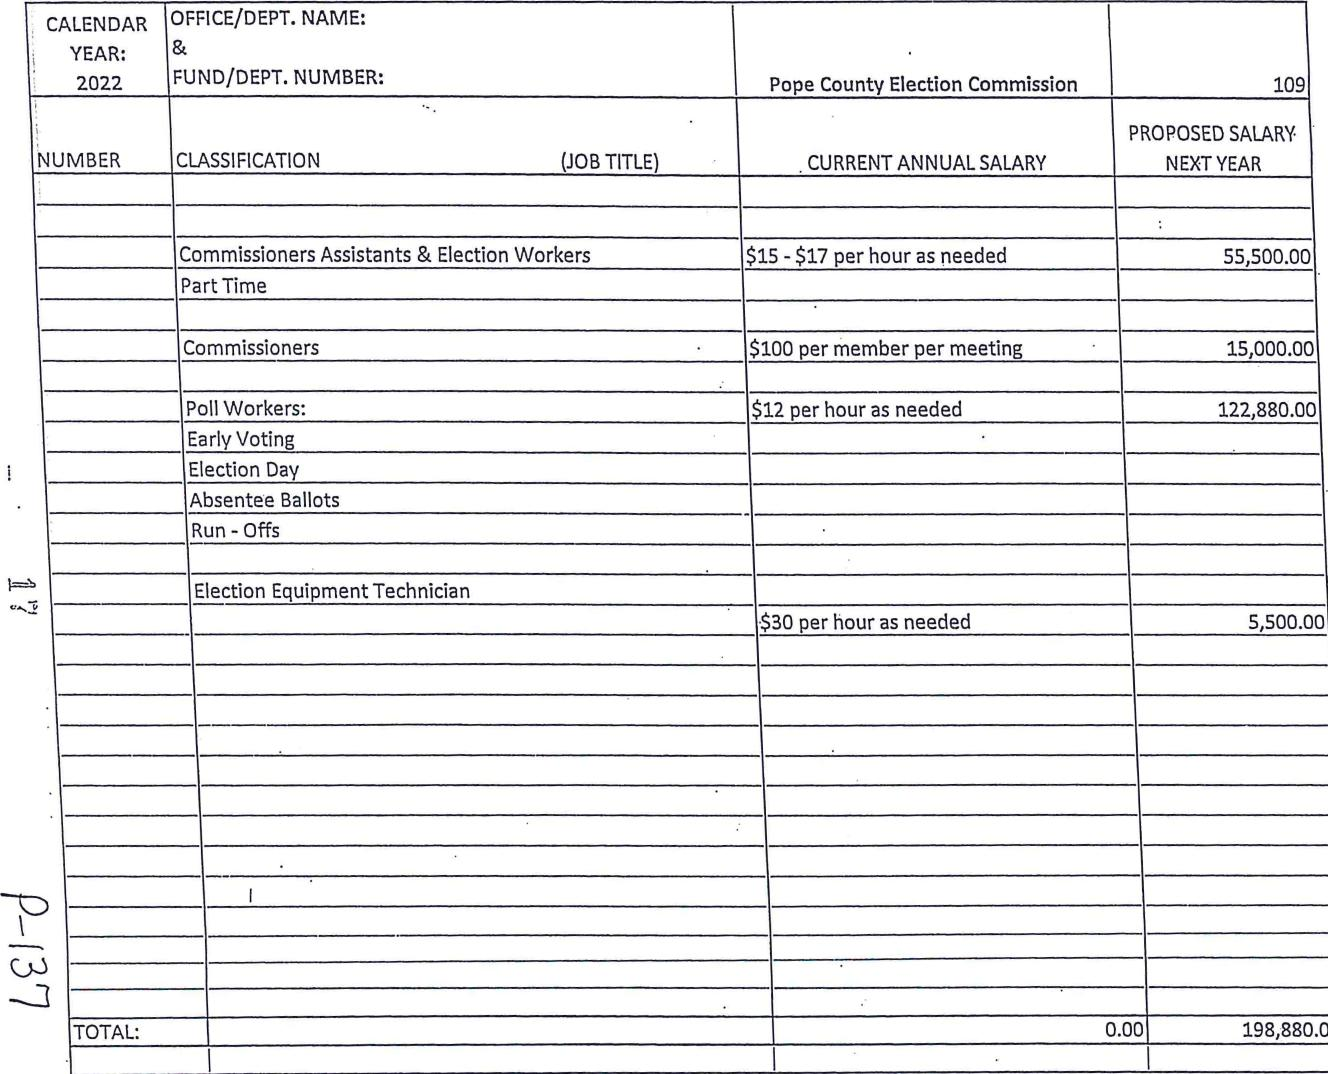 CALENDAR YEAR: 2022
OFFICE/DEPT. NAME:
&
FUND/DEPT. NUMBER:
Pope County Election Commission
109
NUMBER
CLASSIFICATION (JOB TITLE)
CURRENT ANNUAL SALARY
PROPOSED SALARY NEXT YEAR
Commissioners Assistants & Election Workers $15 - $17 per hour as needed 55,500.00
Part Time
Commissioners $100 per member per meeting 15,000.00
Poll Workers: $12 per hour as needed 122,880.00
Early Voting
Election Day
Absentee Ballots
Run - Offs
Election Equipment Technician
$30 per hour as needed 5,500.00
TOTAL: 0.00 198,880.0
P-137